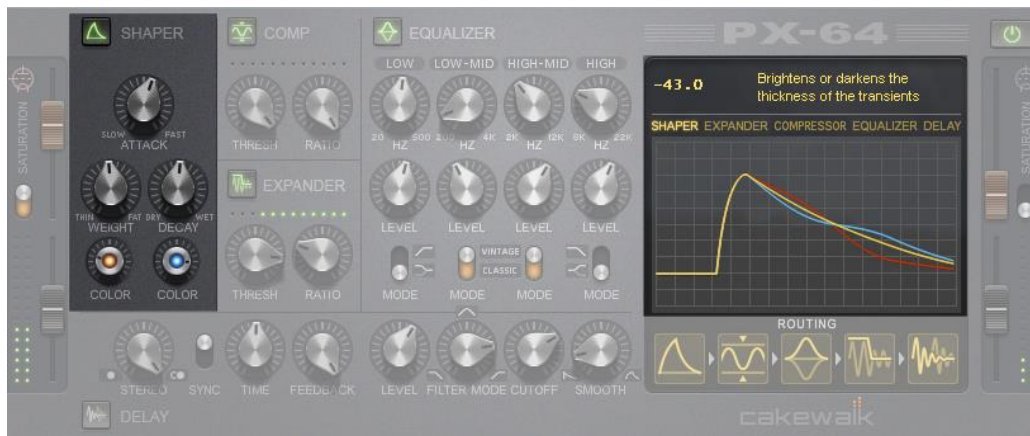 SHAPER
COMP
EQUALIZER
PX-64
SATURATION
SLOW FAST
ATTACK
THIN FAT
WEIGHT
DRY WET
DECAY
COLOR COLOR
THRESH RATIO
EXPANDER
THRESH RATIO
LOW LOW-MID HIGH-MID HIGH
20 500 200 4K 2K 12K 8K 22K
HZ HZ HZ HZ
LEVEL LEVEL LEVEL LEVEL
VINTAGE
CLASSIC
MODE MODE MODE MODE
-43.0
Brightens or darkens the
thickness of the transients
SHAPER EXPANDER COMPRESSOR EQUALIZER DELAY
ROUTING
SATURATION
STEREO SYNC TIME FEEDBACK LEVEL FILTER MODE CUTOFF SMOOTH
DELAY
cakewalk